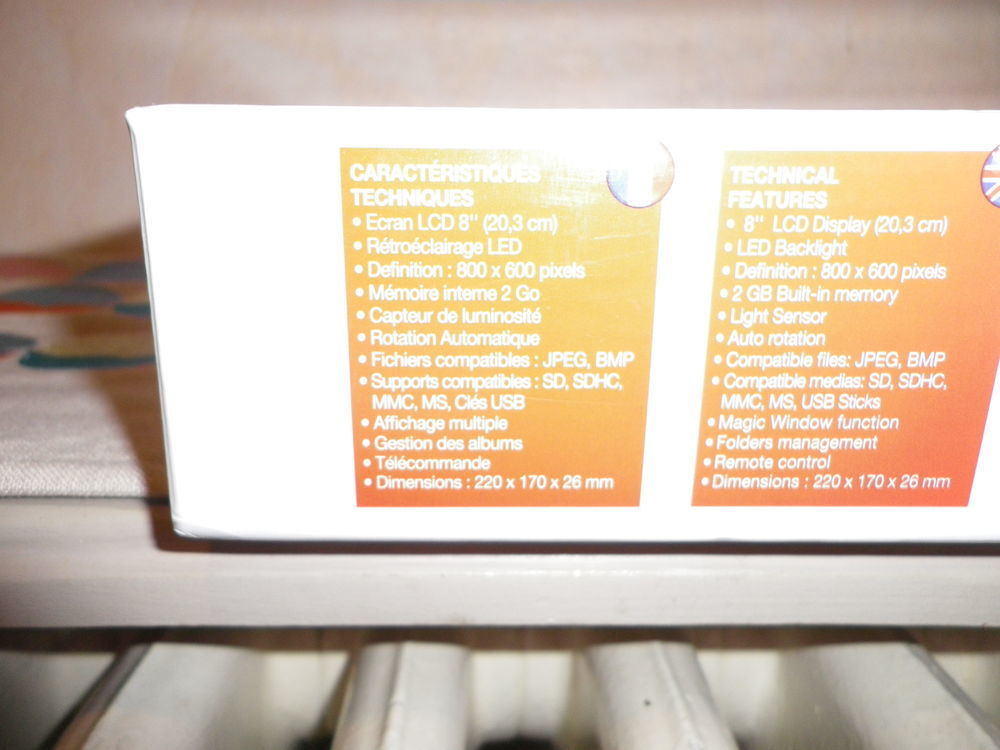 CARACTÉRISTIQUES
TECHNIQUES
• Ecran LCD 8'' (20,3 cm)
• Rétroéclairage LED
• Definition : 800 x 600 pixels
• Mémoire interne 2 Go
• Capteur de luminosité
• Rotation Automatique
• Fichiers compatibles : JPEG, BMP
• Supports compatibles : SD, SDHC,
MMC, MS, Clés USB
• Affichage multiple
• Gestion des albums
• Télécommande
• Dimensions : 220 x 170 x 26 mm
TECHNICAL
FEATURES
• 8'' LCD Display (20,3 cm)
• LED Backlight
• Definition : 800 x 600 pixels
• 2 GB Built-in memory
• Light Sensor
• Auto rotation
• Compatible files: JPEG, BMP
• Compatible medias: SD, SDHC,
MMC, MS, USB Sticks
• Magic Window function
• Folders management
• Remote control
• Dimensions : 220 x 170 x 26 mm